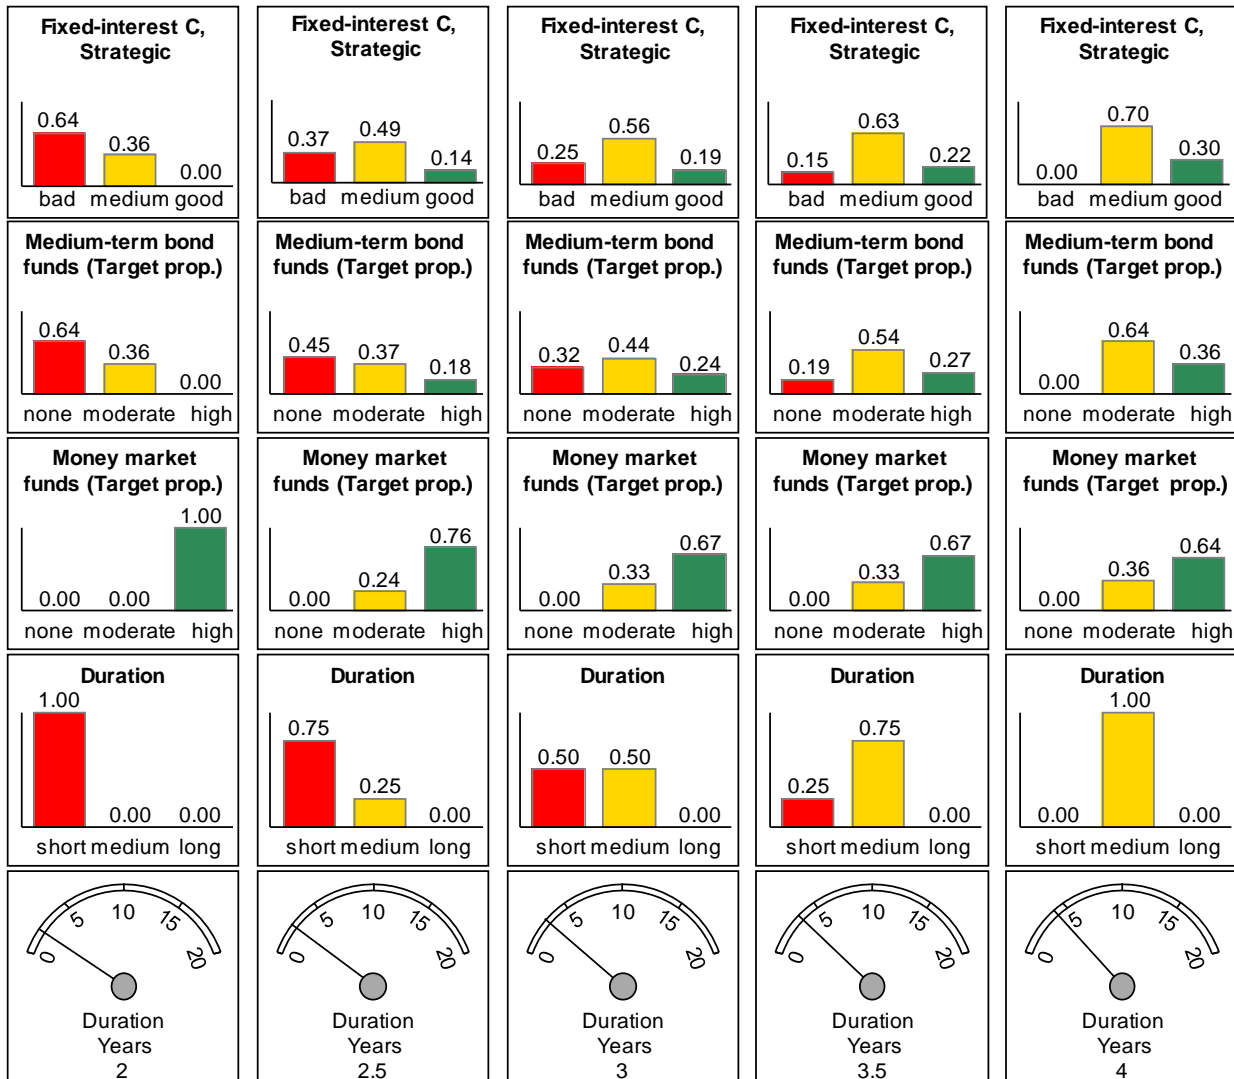 Fixed-interest C,
Strategic
0.64
0.36
0.00
bad medium good
Fixed-interest C,
Strategic
0.37
0.49
0.14
bad medium good
Fixed-interest C,
Strategic
0.25
0.56
0.19
bad medium good
Fixed-interest C,
Strategic
0.15
0.63
0.22
bad medium good
Fixed-interest C,
Strategic
0.00
0.70
0.30
bad medium good
Medium-term bond
funds (Target prop.)
0.64
0.36
0.00
none moderate high
Medium-term bond
funds (Target prop.)
0.45
0.37
0.18
none moderate high
Medium-term bond
funds (Target prop.)
0.32
0.44
0.24
none moderate high
Medium-term bond
funds (Target prop.)
0.19
0.54
0.27
none moderate high
Medium-term bond
funds (Target prop.)
0.00
0.64
0.36
none moderate high
Money market
funds (Target prop.)
0.00
0.00
1.00
none moderate high
Money market
funds (Target prop.)
0.00
0.24
0.76
none moderate high
Money market
funds (Target prop.)
0.00
0.33
0.67
none moderate high
Money market
funds (Target prop.)
0.00
0.33
0.67
none moderate high
Money market
funds (Target prop.)
0.00
0.36
0.64
none moderate high
Duration
1.00
0.00
0.00
short medium long
Duration
0.75
0.25
0.00
short medium long
Duration
0.50
0.50
0.00
short medium long
Duration
0.25
0.75
0.00
short medium long
Duration
0.00
1.00
0.00
short medium long
0 5 10 15 20
Duration
Years
2
0 5 10 15 20
Duration
Years
2.5
0 5 10 15 20
Duration
Years
3
0 5 10 15 20
Duration
Years
3.5
0 5 10 15 20
Duration
Years
4